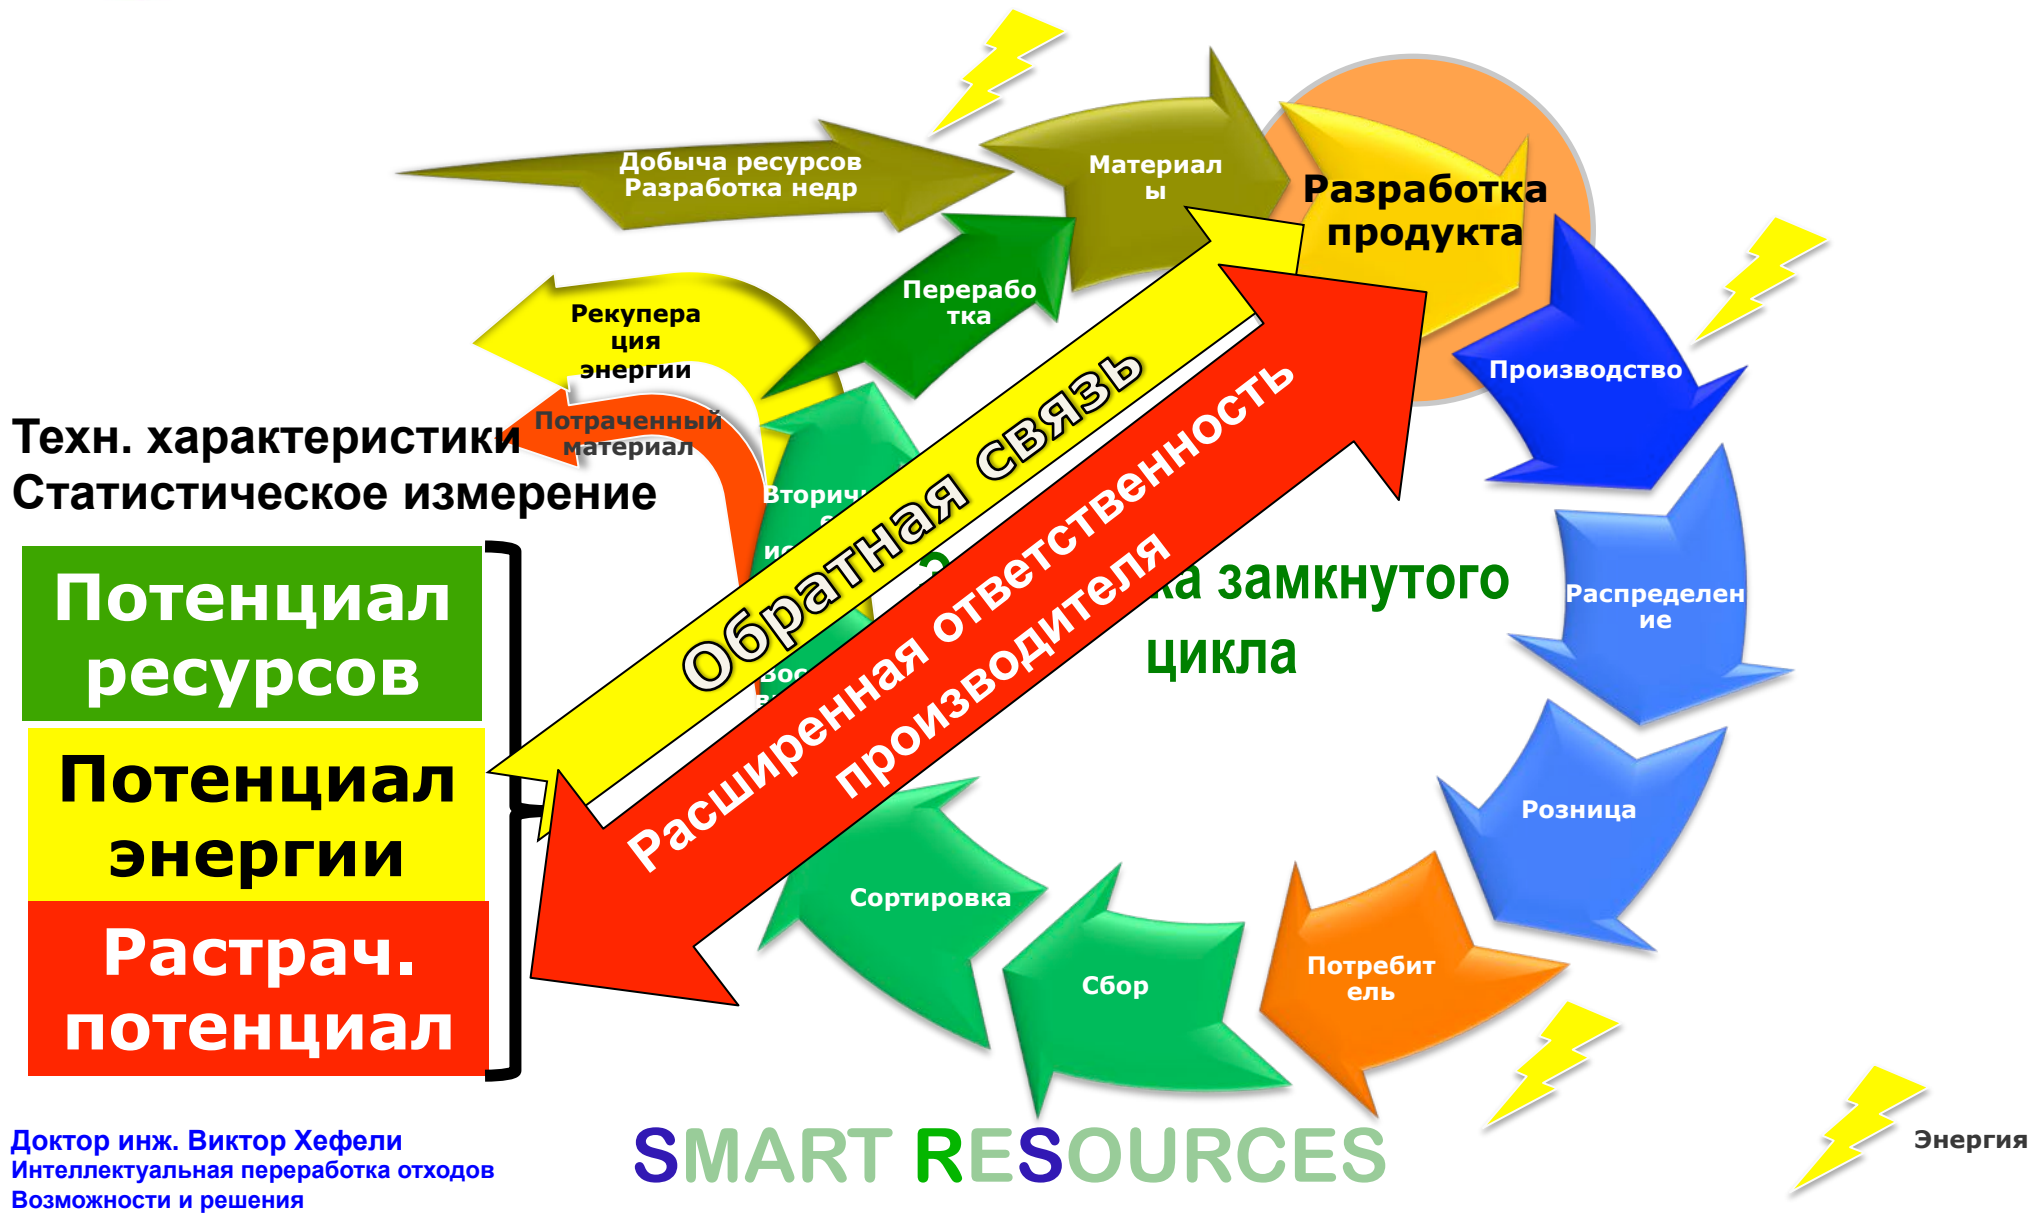 Добыча ресурсов
Разработка недр
Материал
ы
Разработка
продукта
Перерабо
тка
Рекупера
ция
энергии
Производство
Потраченный
материал
Техн. характеристики
Статистическое измерение
Обратная связь
Расширенная ответственность
производителя
замкнутого
цикла
Распределен
ие
Потенциал
ресурсов
Потенциал
энергии
Растрач.
потенциал
Розница
Сортировка
Сбор
Потребит
ель
Энергия
Доктор инж. Виктор Хефели
Интеллектуальная переработка отходов
Возможности и решения
SMART RESOURCES